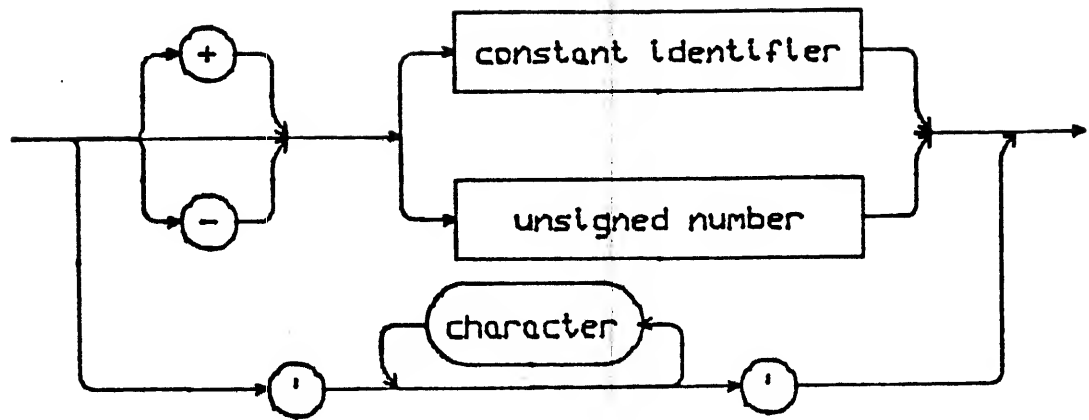 +
constant identifier
-
unsigned number
character
' '